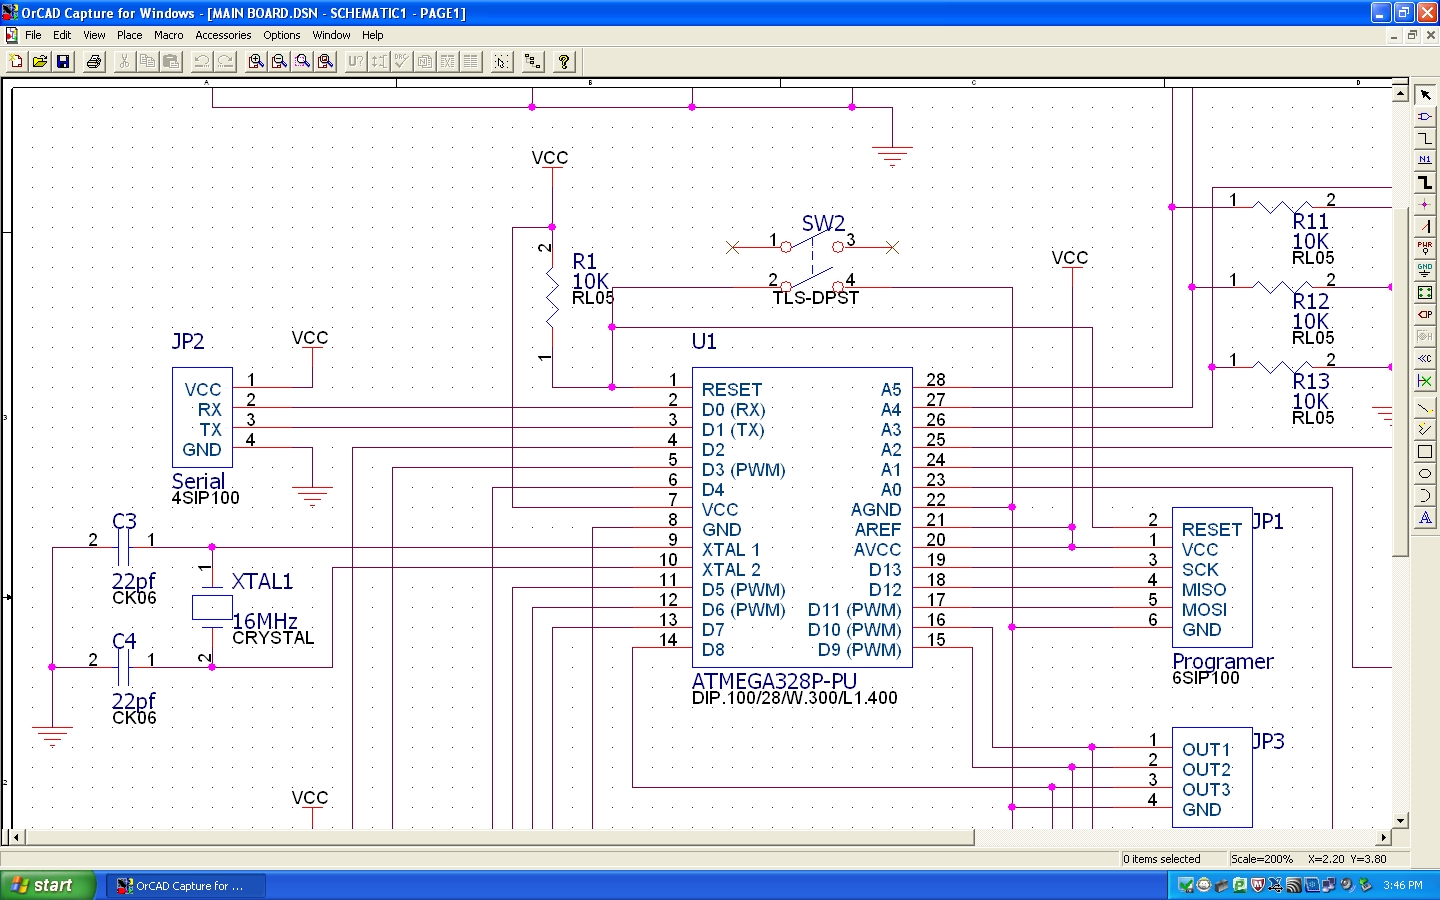 OrCAD Capture for Windows - [MAIN BOARD.DSN - SCHEMATIC1 - PAGE1]
File Edit View Place Macro Accessories Options Window Help
U?
DRC
A B C D
VCC
SW2
1 3
2 4
TLS-DPST
2
R1
10K
RL05
1
VCC
1 2
R11
10K
RL05
1 2
R12
10K
RL05
1 2
R13
10K
RL05
N1
PWR
GND
JP2
VCC
VCC 1
RX 2
TX 3
GND 4
Serial
4SIP100
U1
1 RESET A5 28
2 D0 (RX) A4 27
3 D1 (TX) A3 26
4 D2 A2 25
5 D3 (PWM) A1 24
6 D4 A0 23
7 VCC AGND 22
8 GND AREF 21
9 XTAL 1 AVCC 20
10 XTAL 2 D13 19
11 D5 (PWM) D12 18
12 D6 (PWM) D11 (PWM) 17
13 D7 D10 (PWM) 16
14 D8 D9 (PWM) 15
ATMEGA328P-PU
DIP.100/28/W.300/L1.400
C3
2 1
22pf
CK06
1
XTAL1
16MHz
CRYSTAL
2
C4
2 1
22pf
CK06
VCC
JP1
2 RESET
1 VCC
3 SCK
4 MISO
5 MOSI
6 GND
Programer
6SIP100
JP3
1 OUT1
2 OUT2
3 OUT3
4 GND
3
2
0 items selected Scale=200% X=2.20 Y=3.80
start OrCAD Capture for ... 3:46 PM